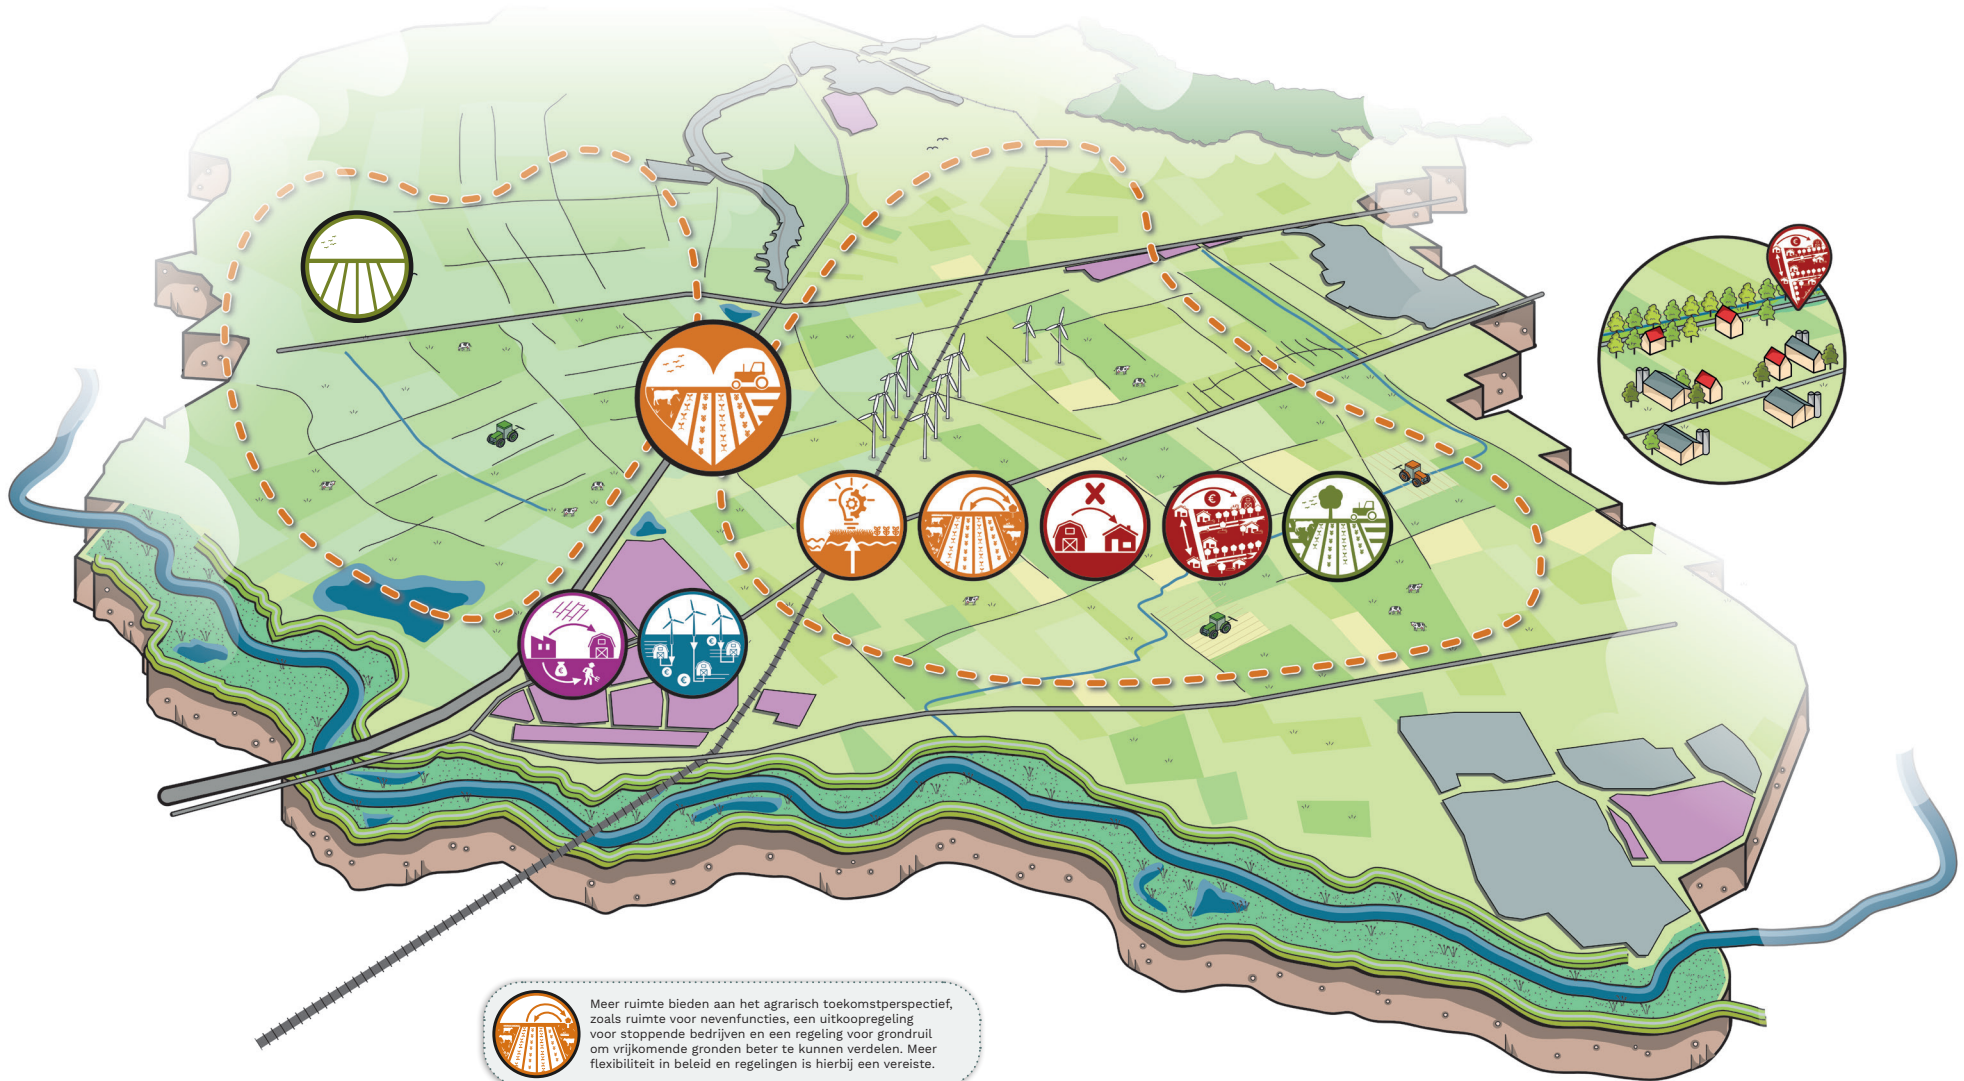 Meer ruimte bieden aan het agrarisch toekomstperspectief,
zoals ruimte voor nevenfuncties, een uitkoopregeling
voor stoppende bedrijven en een regeling voor grondruil
om vrijkomende gronden beter te kunnen verdelen. Meer
flexibiliteit in beleid en regelingen is hierbij een vereiste.